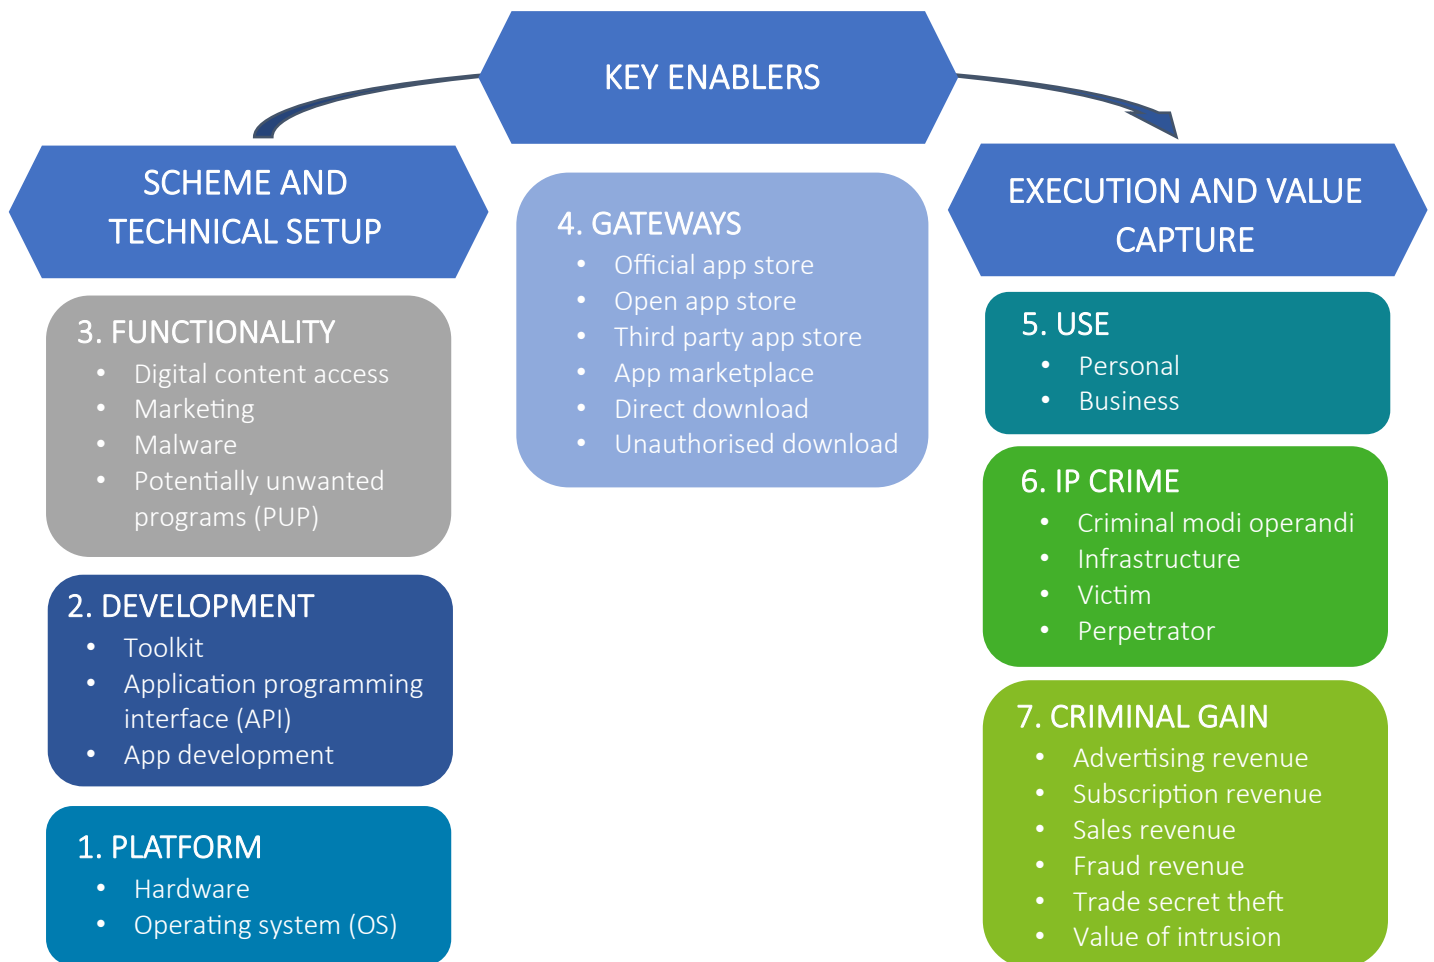 KEY ENABLERS
SCHEME AND
TECHNICAL SETUP
3. FUNCTIONALITY
• Digital content access
• Marketing
• Malware
• Potentially unwanted
programs (PUP)
2. DEVELOPMENT
• Toolkit
• Application programming
interface (API)
• App development
1. PLATFORM
• Hardware
• Operating system (OS)
4. GATEWAYS
• Official app store
• Open app store
• Third party app store
• App marketplace
• Direct download
• Unauthorised download
EXECUTION AND VALUE
CAPTURE
5. USE
• Personal
• Business
6. IP CRIME
• Criminal modi operandi
• Infrastructure
• Victim
• Perpetrator
7. CRIMINAL GAIN
• Advertising revenue
• Subscription revenue
• Sales revenue
• Fraud revenue
• Trade secret theft
• Value of intrusion